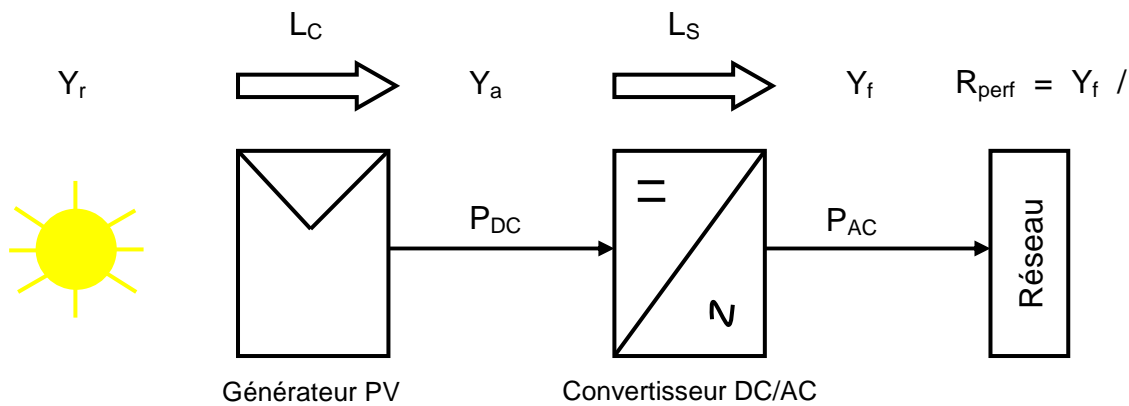 L_C L_S
Y_r Y_a Y_f R_perf = Y_f /
P_DC P_AC
Réseau
Générateur PV Convertisseur DC/AC